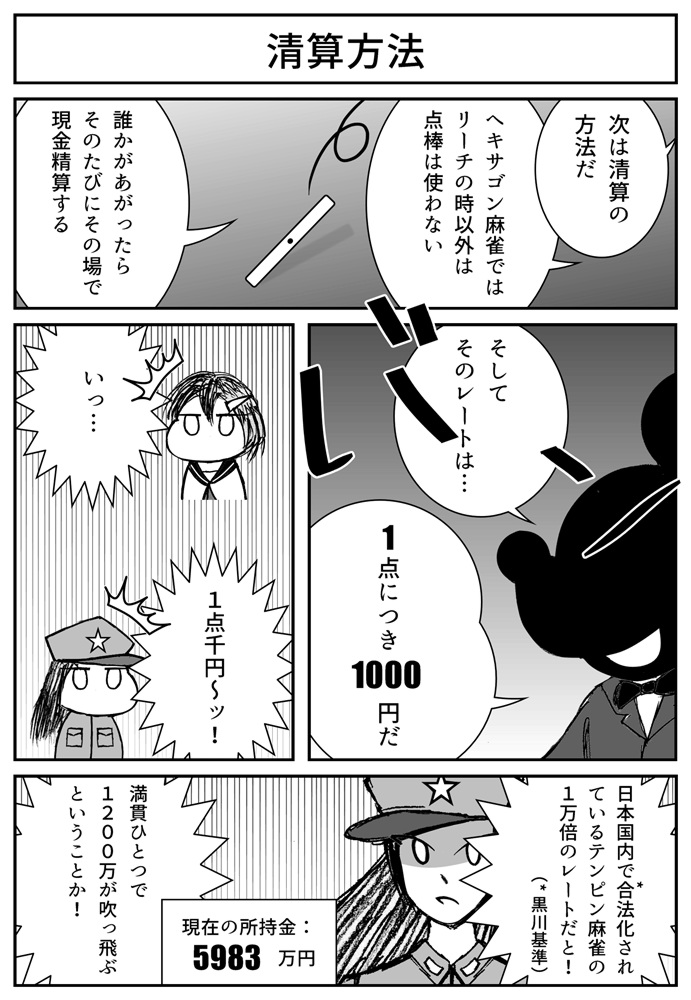 清算方法
次は清算の
方法だ
ヘキサゴン麻雀では
リーチの時以外は
点棒は使わない
誰かがあがったら
そのたびにその場で
現金精算する
そして
そのレートは…
ドン
1
点につき
1000
円だ
いっ…
1点千円〜ッ！
日本国内で合法化され*
ているテンピン麻雀の
1万倍のレートだと！
（*黒川基準）
満貫ひとつで
1200万が吹っ飛ぶ
ということか！
現在の所持金：
5983 万円